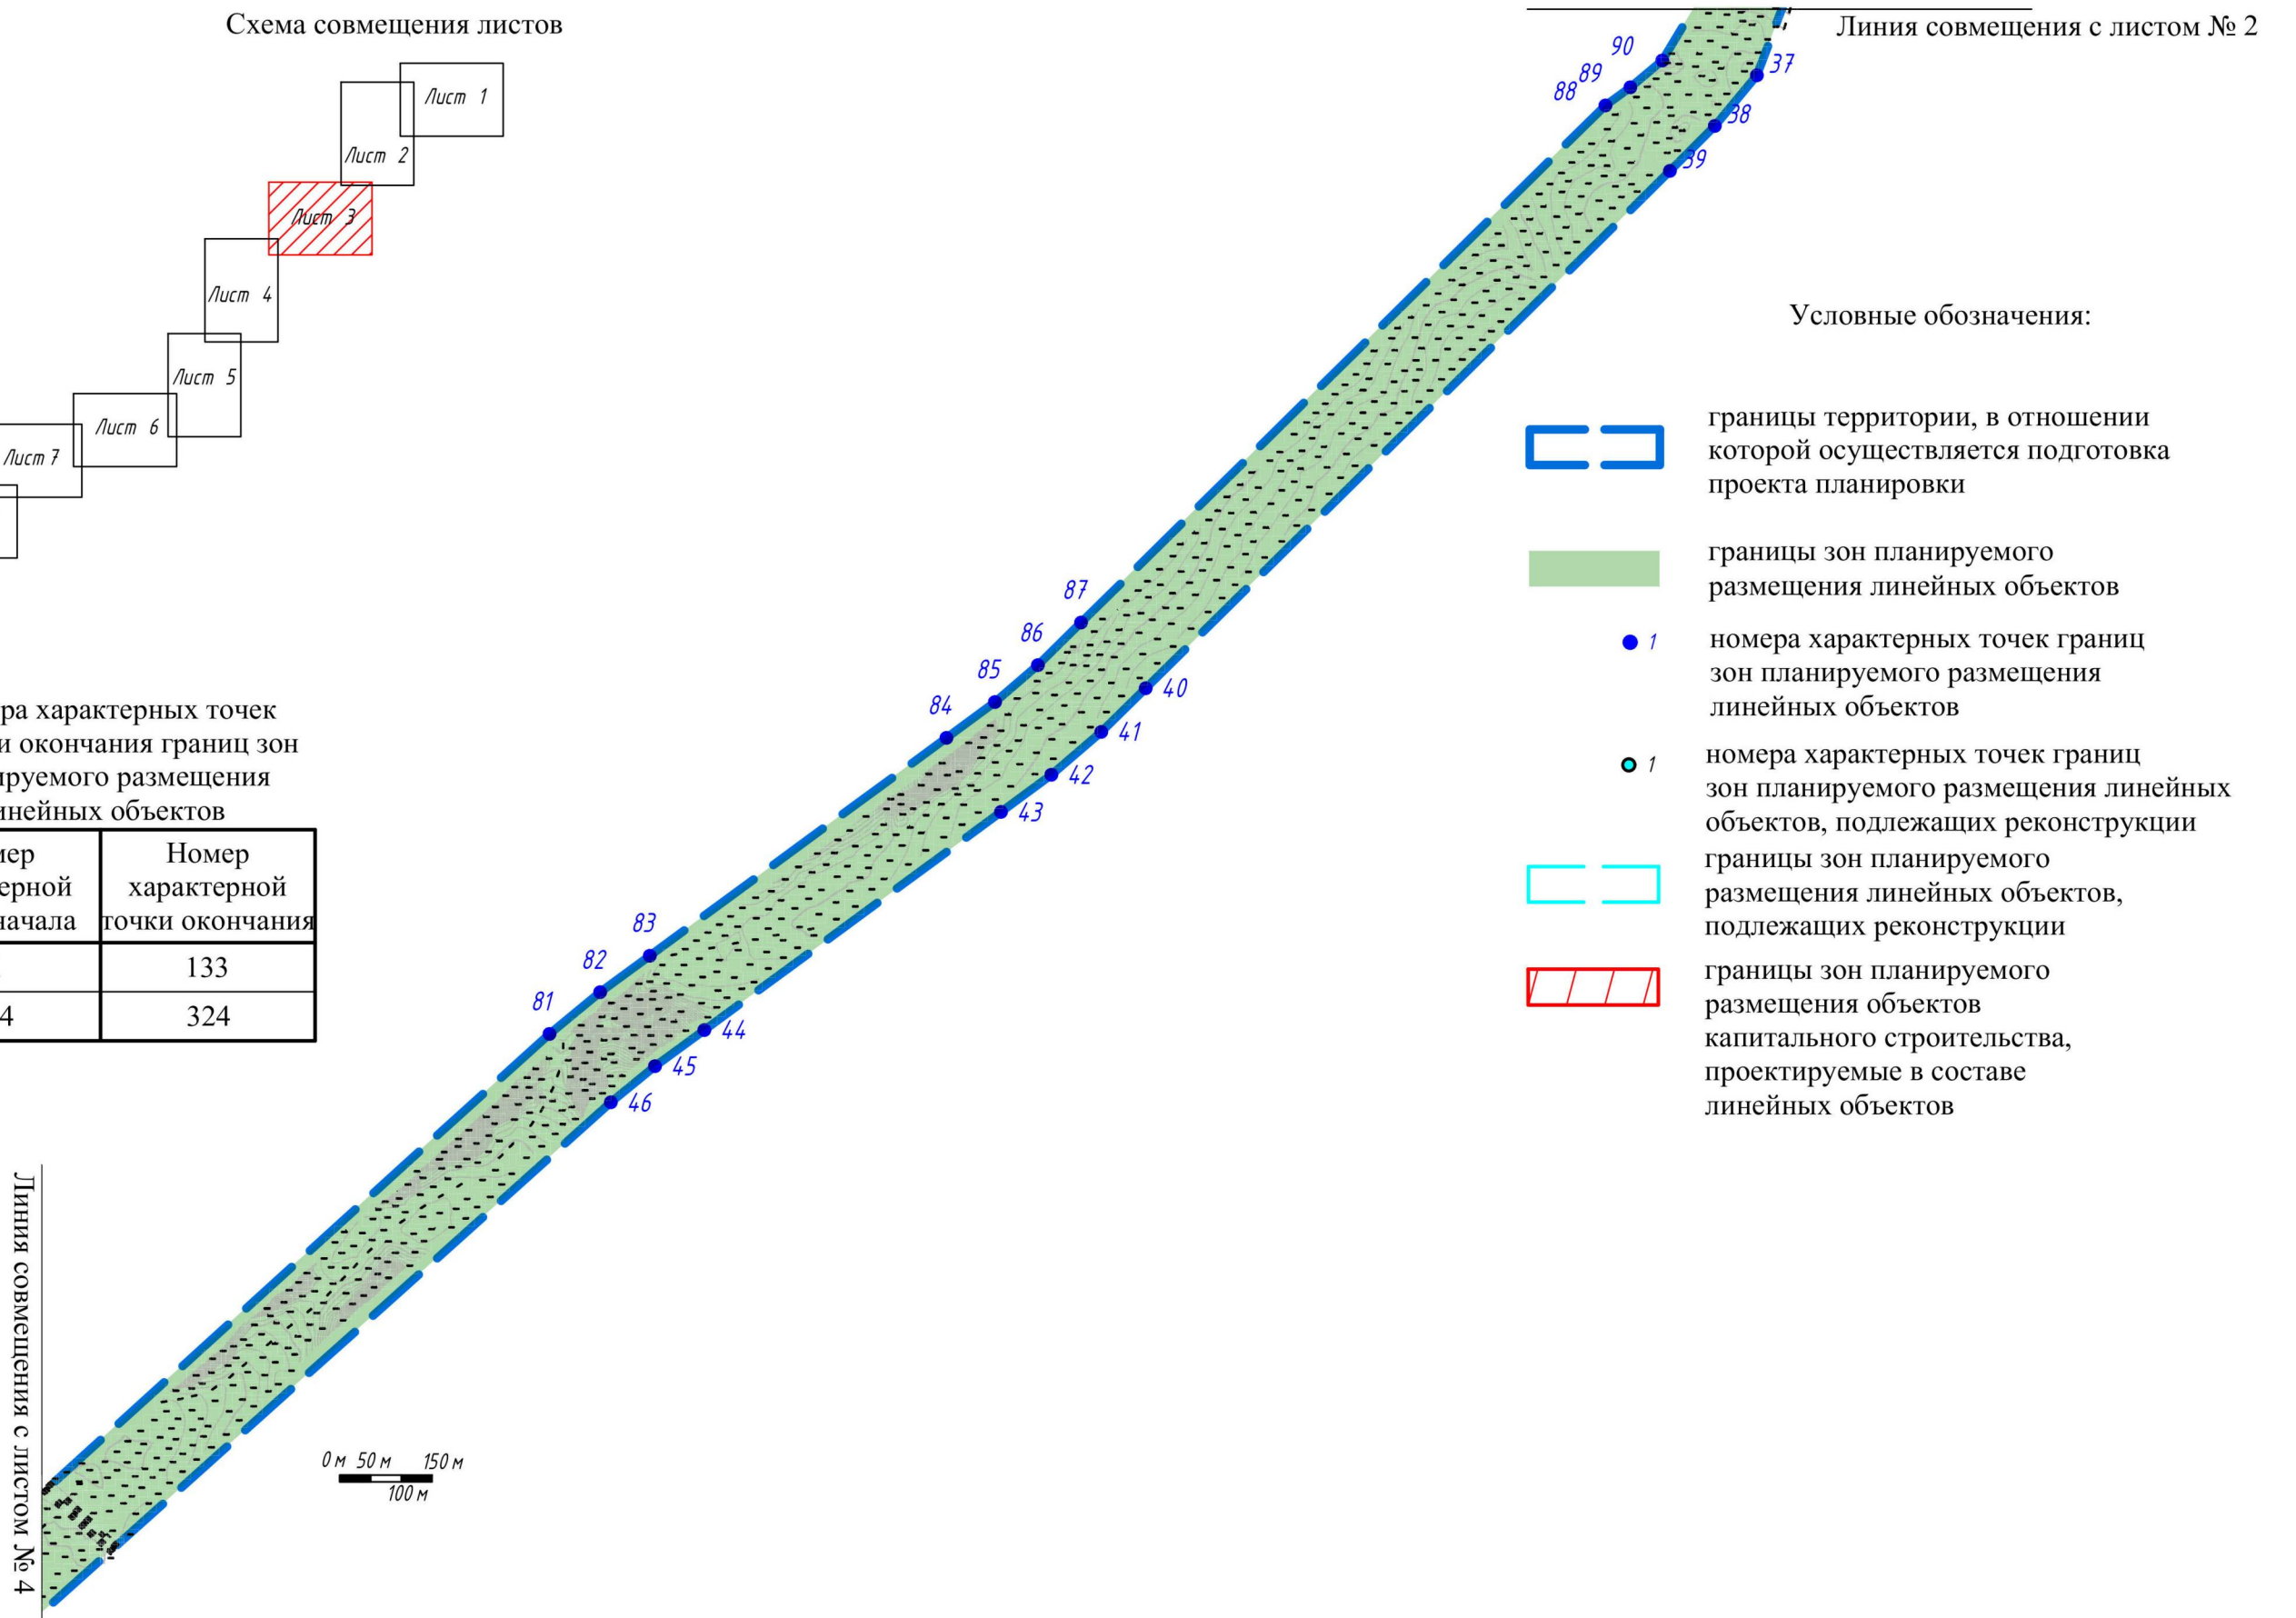 Схема совмещения листов
Лист 1
Лист 2
Лист 3
Лист 4
Лист 5
Лист 6
Лист 7
Линия совмещения с листом № 2
90
89
88
37
38
39
87
86
85
84
40
41
42
43
83
82
81
44
45
46
Условные обозначения:
границы территории, в отношении
которой осуществляется подготовка
проекта планировки
границы зон планируемого
размещения линейных объектов
1
номера характерных точек границ
зон планируемого размещения
линейных объектов
1
номера характерных точек границ
зон планируемого размещения линейных
объектов, подлежащих реконструкции
границы зон планируемого
размещения линейных объектов,
подлежащих реконструкции
границы зон планируемого
размещения объектов
капитального строительства,
проектируемые в составе
линейных объектов
ра характерных точек
и окончания границ зон
ируемого размещения
инейных объектов
мер
ерной
начала
Номер
характерной
точки окончания
133
4
324
Линия совмещения с листом № 4
0 м 50 м 150 м
100 м